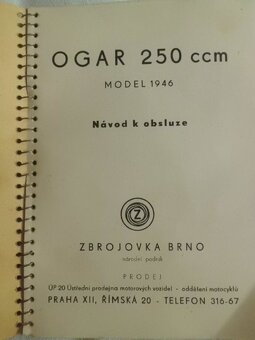 OGAR 250 ccm
MODEL 1946
Návod k obsluze
Z
ZBROJOVKA BRNO
národní podnik
PRODEJ
ÚP 20 Ústřední prodejna motorových vozidel - oddělení motocyklů
PRAHA XII, ŘÍMSKÁ 20 - TELEFON 316-67